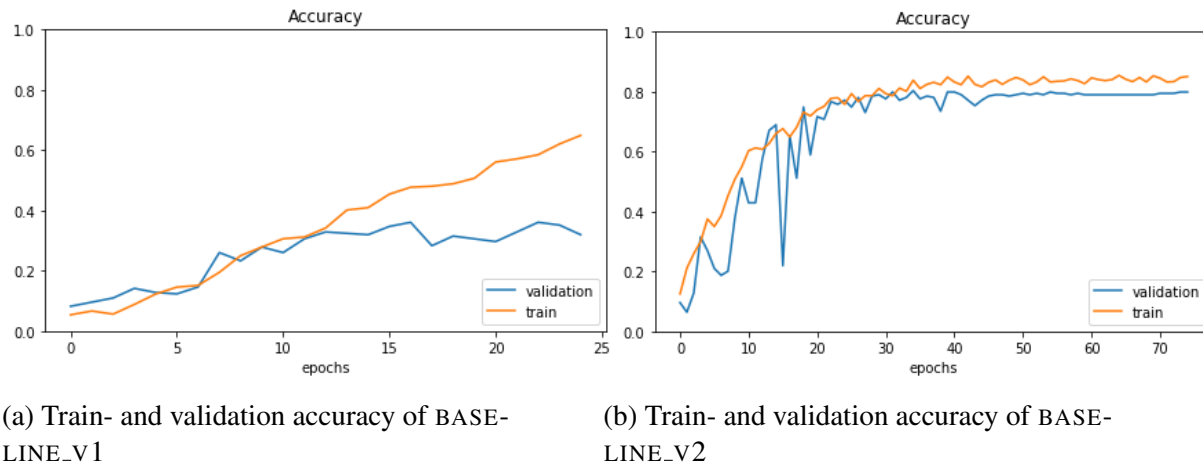 Accuracy
1.0
0.8
0.6
0.4
0.2
0.0
validation
train
0 5 10 15 20 25
epochs
Accuracy
1.0
0.8
0.6
0.4
0.2
0.0
validation
train
0 10 20 30 40 50 60 70
epochs
(a) Train- and validation accuracy of BASE-
LINE_V1
(b) Train- and validation accuracy of BASE-
LINE_V2